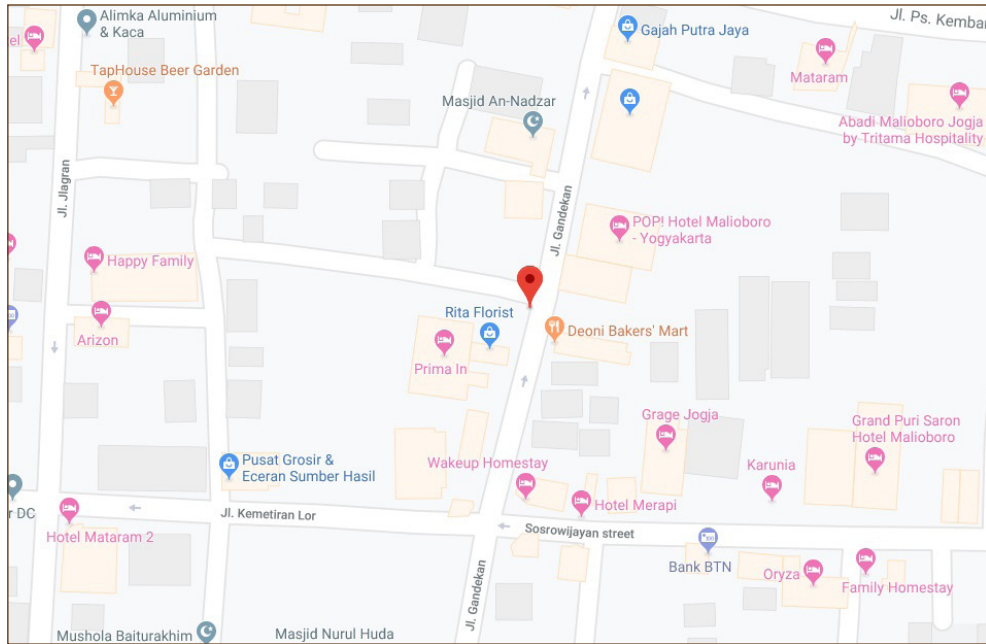 Alimka Aluminium
& Kaca
el
TapHouse Beer Garden
Gajah Putra Jaya
Jl. Ps. Kemban
Mataram
Abadi Malioboro Jogja
by Tritama Hospitality
Masjid An-Nadzar
Jl. Jlagran
Jl. Gandekan
POP! Hotel Malioboro
- Yogyakarta
Happy Family
Arizon
Rita Florist
Prima In
Deoni Bakers' Mart
Grage Jogja
Grand Puri Saron
Hotel Malioboro
Karunia
Pusat Grosir &
Eceran Sumber Hasil
Wakeup Homestay
Hotel Merapi
r DC
Hotel Mataram 2
Jl. Kemetiran Lor
Sosrowijayan street
Bank BTN
Oryza
Family Homestay
Jl. Gandekan
Mushola Baiturakhim
Masjid Nurul Huda